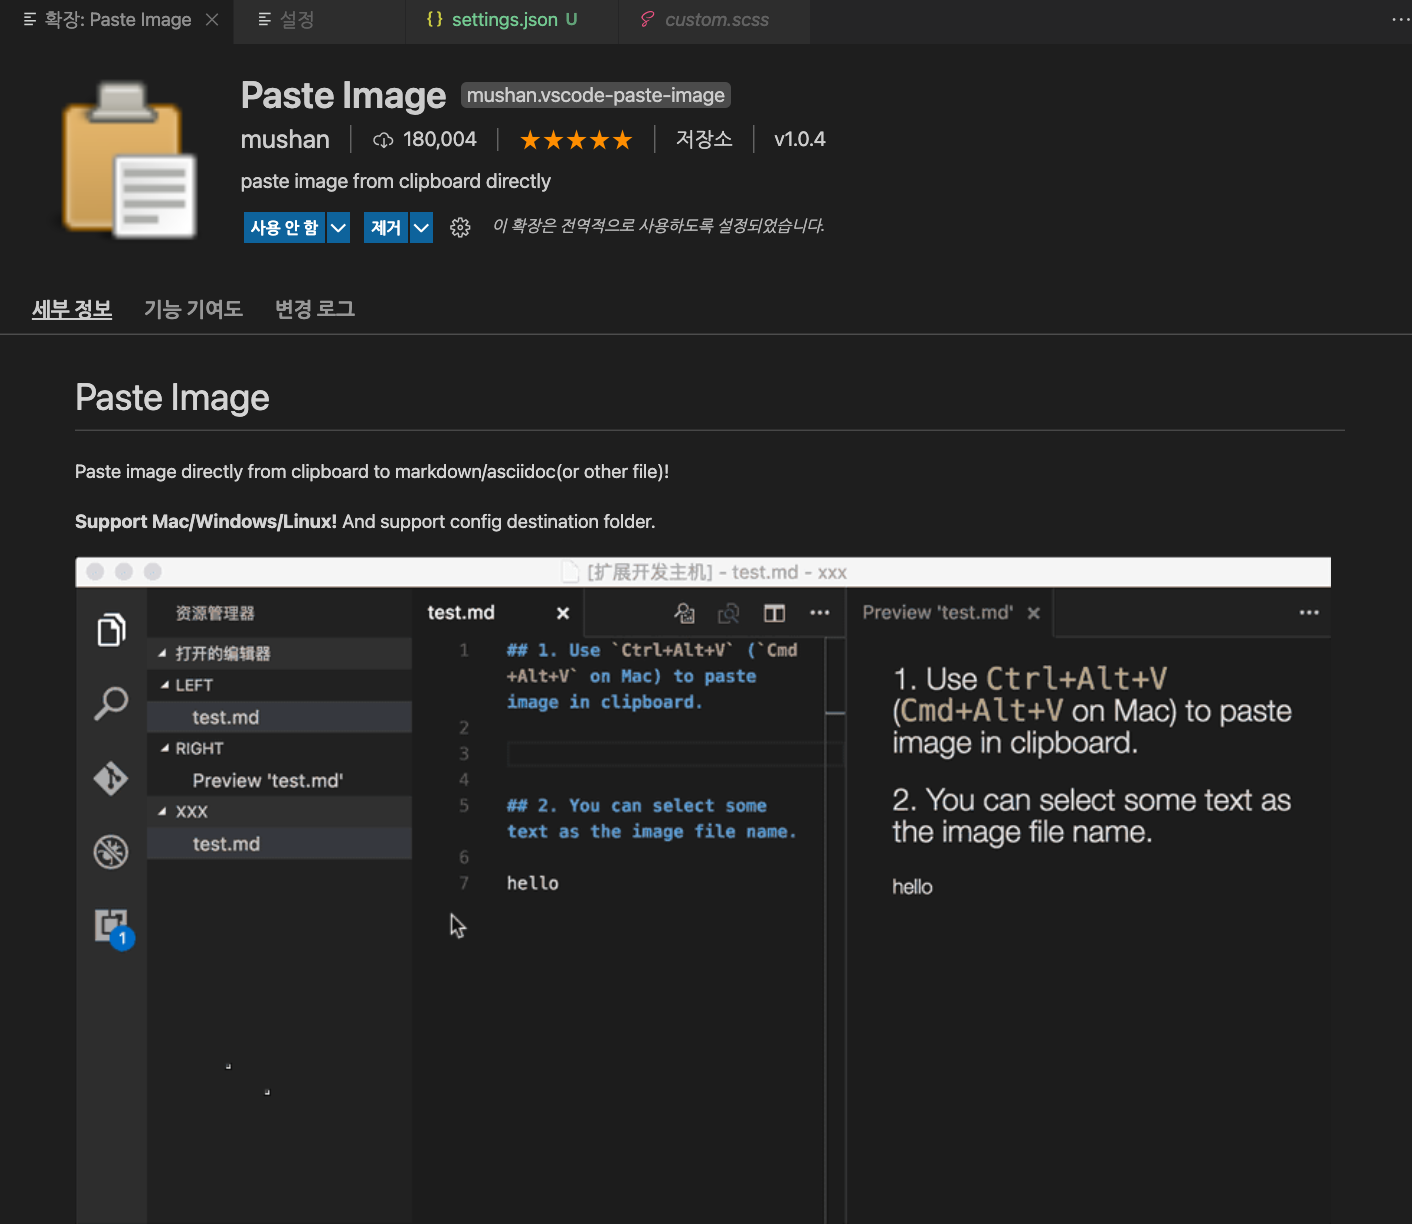 확장: Paste Image
설정
{} settings.json U
custom.scss
Paste Image mushan.vscode-paste-image
mushan 180,004 저장소 v1.0.4
paste image from clipboard directly
사용 안 함 제거 이 확장은 전역적으로 사용하도록 설정되었습니다.
세부 정보 기능 기여도 변경 로그
Paste Image
Paste image directly from clipboard to markdown/asciidoc(or other file)!
Support Mac/Windows/Linux! And support config destination folder.
[扩展开发主机] - test.md - xxx
资源管理器
打开的编辑器
LEFT
test.md
RIGHT
Preview 'test.md'
XXX
test.md
1
test.md
1 ## 1. Use `Ctrl+Alt+V` (`Cmd
+Alt+V` on Mac) to paste
image in clipboard.
2
3
4
5 ## 2. You can select some
text as the image file name.
6
7 hello
Preview 'test.md'
1. Use Ctrl+Alt+V
(Cmd+Alt+V on Mac) to paste
image in clipboard.
2. You can select some text as
the image file name.
hello